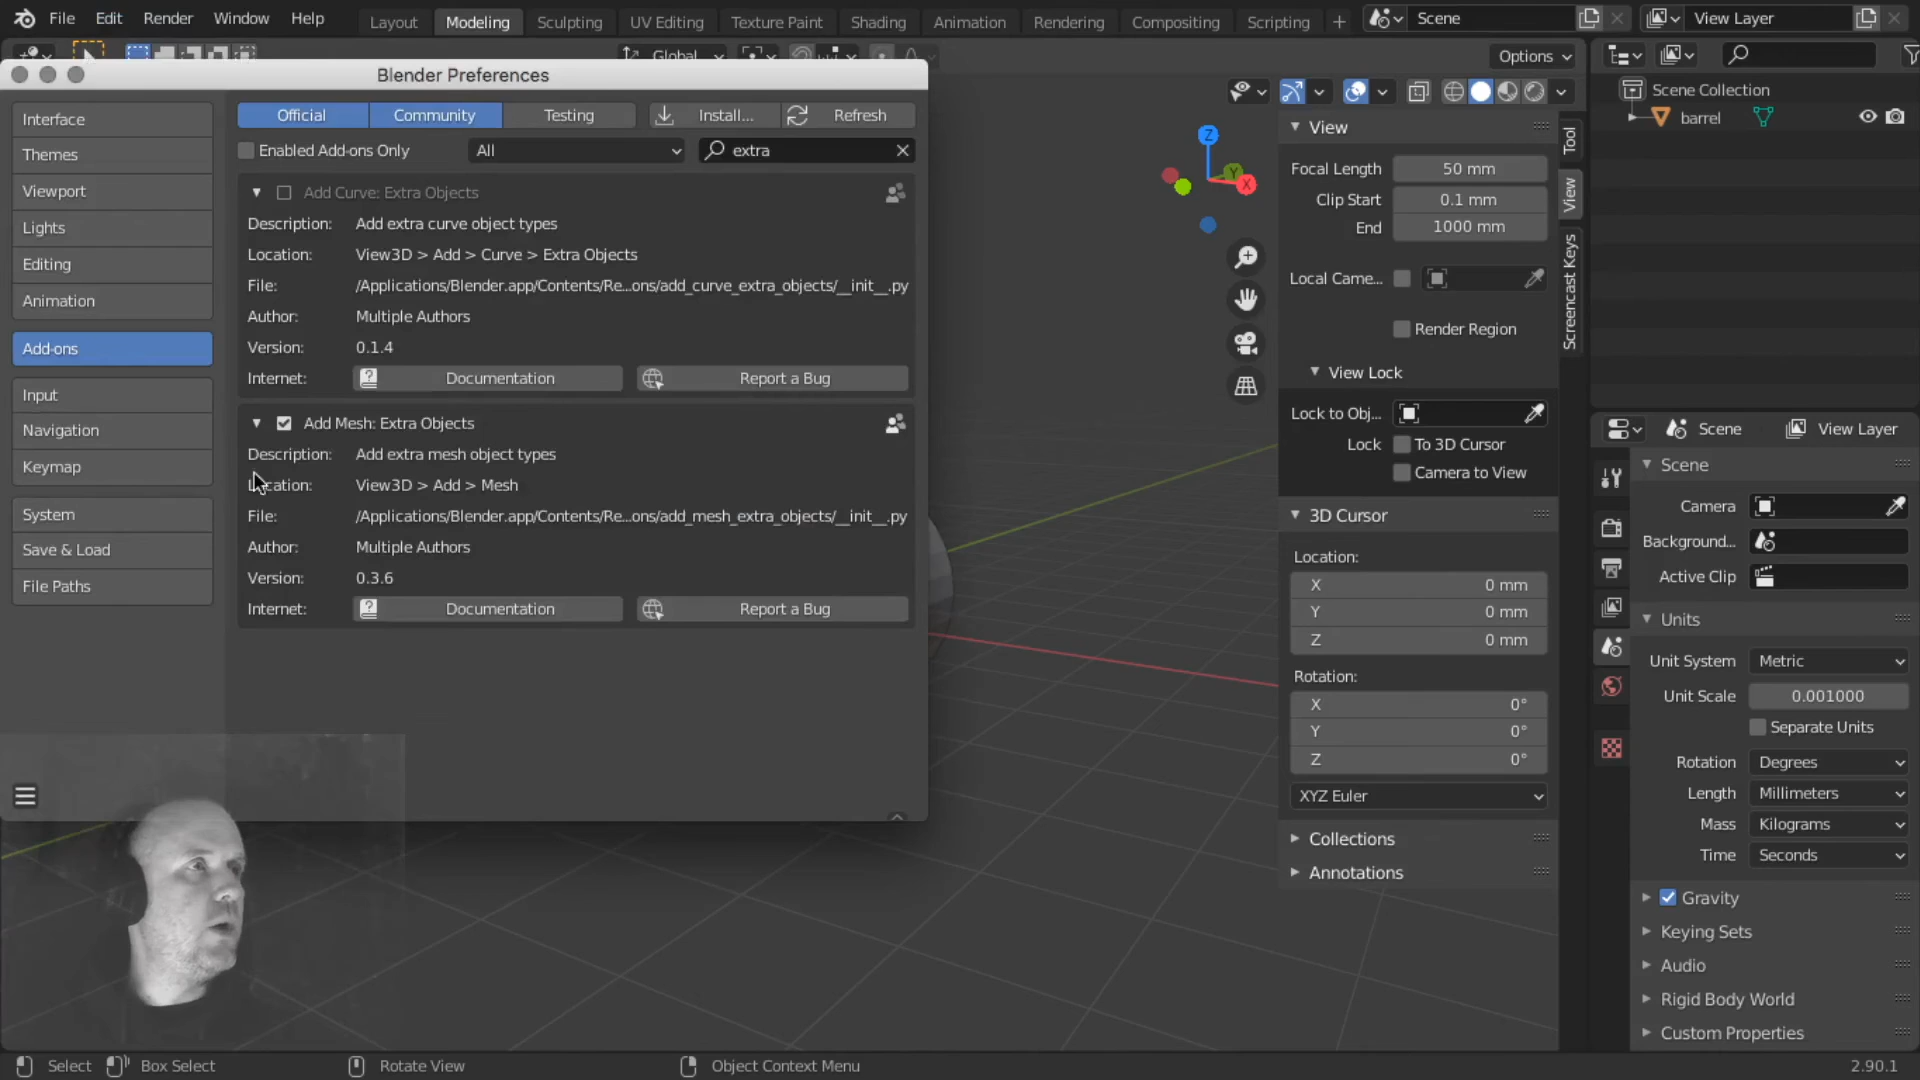 File Edit Render Window Help Layout Modeling Sculpting UV Editing Texture Paint Shading Animation Rendering Compositing Scripting + Scene View Layer
Global Options
Blender Preferences
Interface
Themes
Viewport
Lights
Editing
Animation
Add-ons
Input
Navigation
Keymap
System
Save & Load
File Paths
Official Community Testing Install... Refresh
Enabled Add-ons Only All extra
Add Curve: Extra Objects
Description: Add extra curve object types
Location: View3D > Add > Curve > Extra Objects
File: /Applications/Blender.app/Contents/Re...ons/add_curve_extra_objects/__init__.py
Author: Multiple Authors
Version: 0.1.4
Internet: Documentation Report a Bug
Add Mesh: Extra Objects
Description: Add extra mesh object types
Location: View3D > Add > Mesh
File: /Applications/Blender.app/Contents/Re...ons/add_mesh_extra_objects/__init__.py
Author: Multiple Authors
Version: 0.3.6
Internet: Documentation Report a Bug
Z
Y
X
View
Focal Length 50 mm
Clip Start 0.1 mm
End 1000 mm
Local Came...
Render Region
View Lock
Lock to Obj...
Lock To 3D Cursor
Camera to View
3D Cursor
Location:
X 0 mm
Y 0 mm
Z 0 mm
Rotation:
X 0°
Y 0°
Z 0°
XYZ Euler
Collections
Annotations
Tool
View
Screencast Keys
Scene Collection
barrel
Scene View Layer
Scene
Camera
Background...
Active Clip
Units
Unit System Metric
Unit Scale 0.001000
Separate Units
Rotation Degrees
Length Millimeters
Mass Kilograms
Time Seconds
Gravity
Keying Sets
Audio
Rigid Body World
Custom Properties
Select Box Select Rotate View Object Context Menu 2.90.1